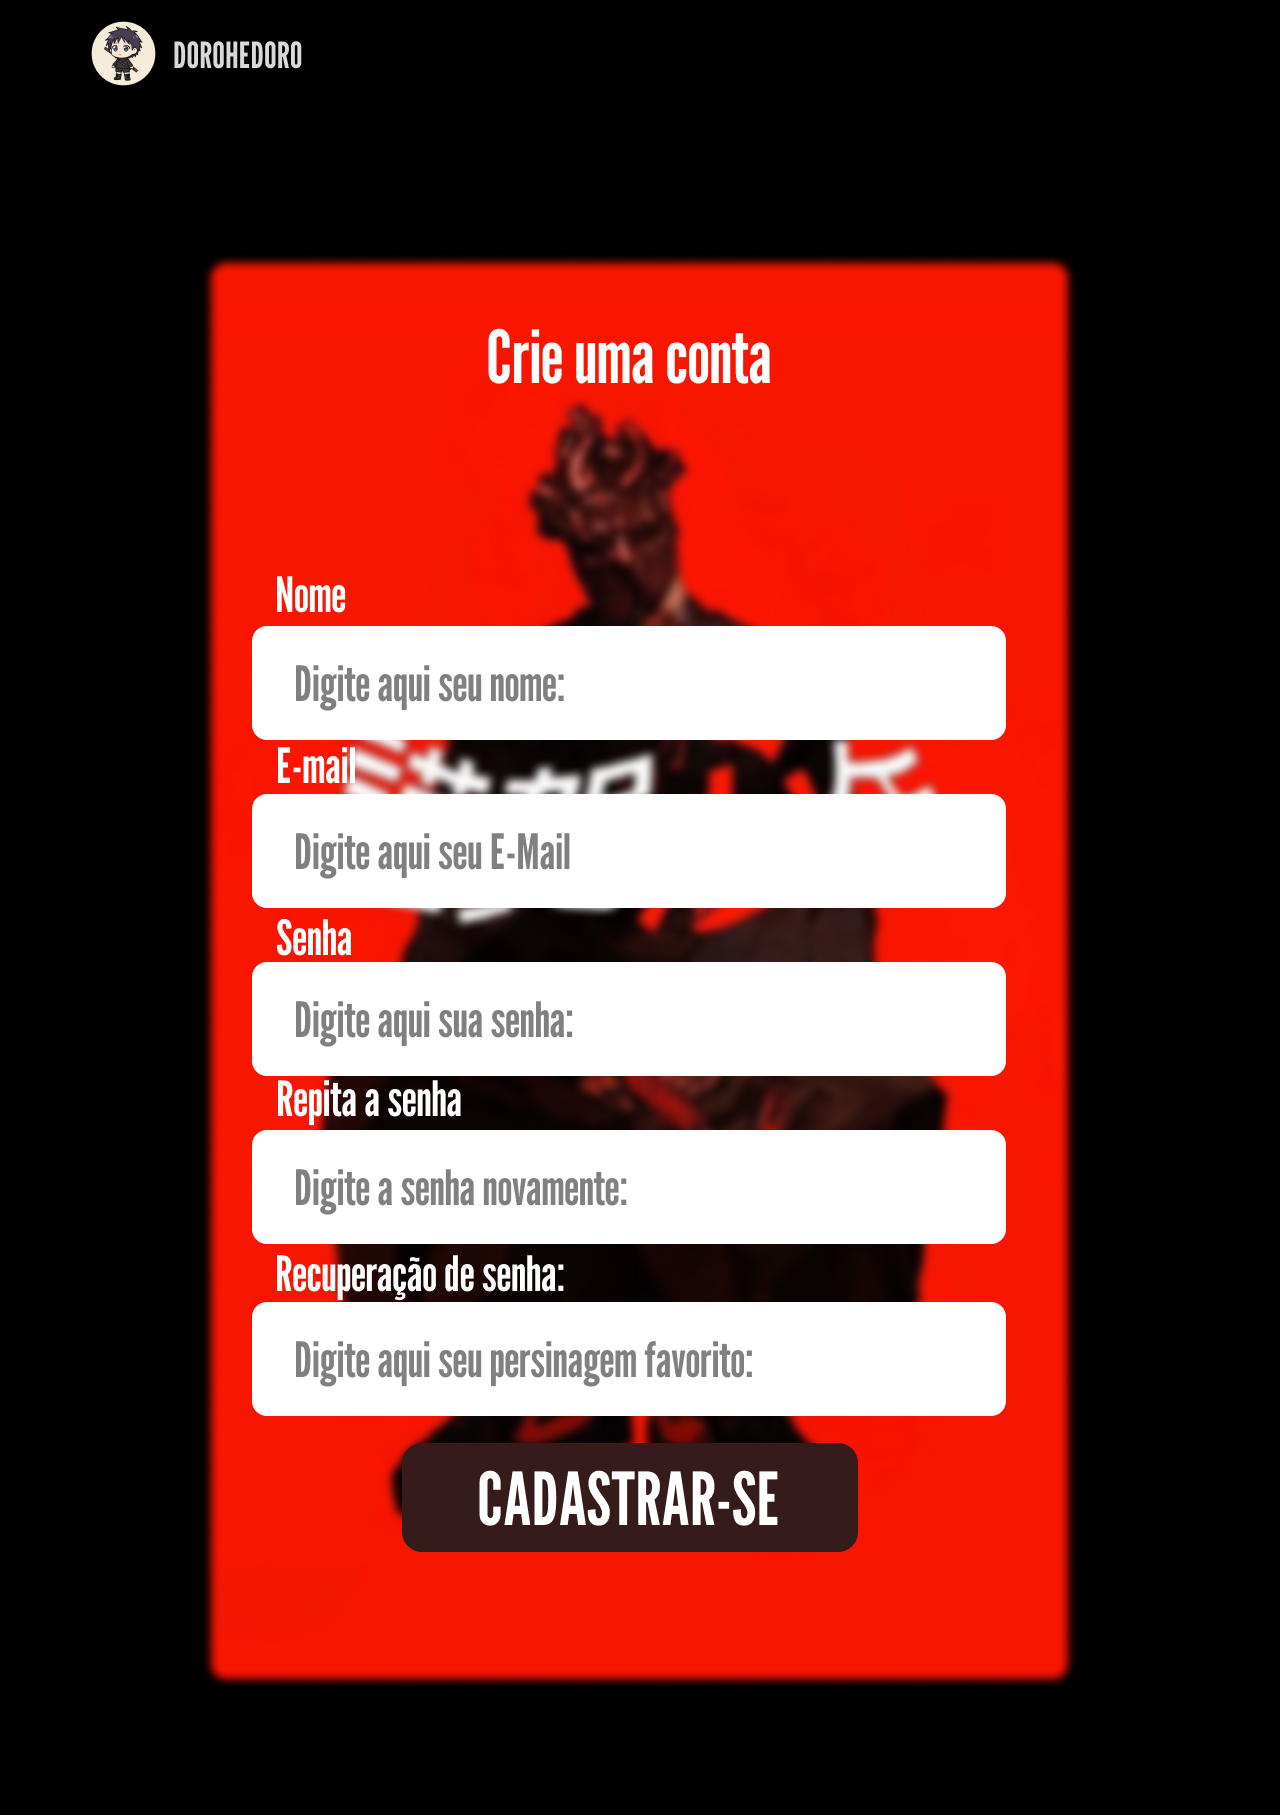 DOROHEDORO
Crie uma conta
Nome
Digite aqui seu nome:
E-mail
Digite aqui seu E-Mail
Senha
Digite aqui sua senha:
Repita a senha
Digite a senha novamente:
Recuperação de senha:
Digite aqui seu persinagem favorito:
CADASTRAR-SE